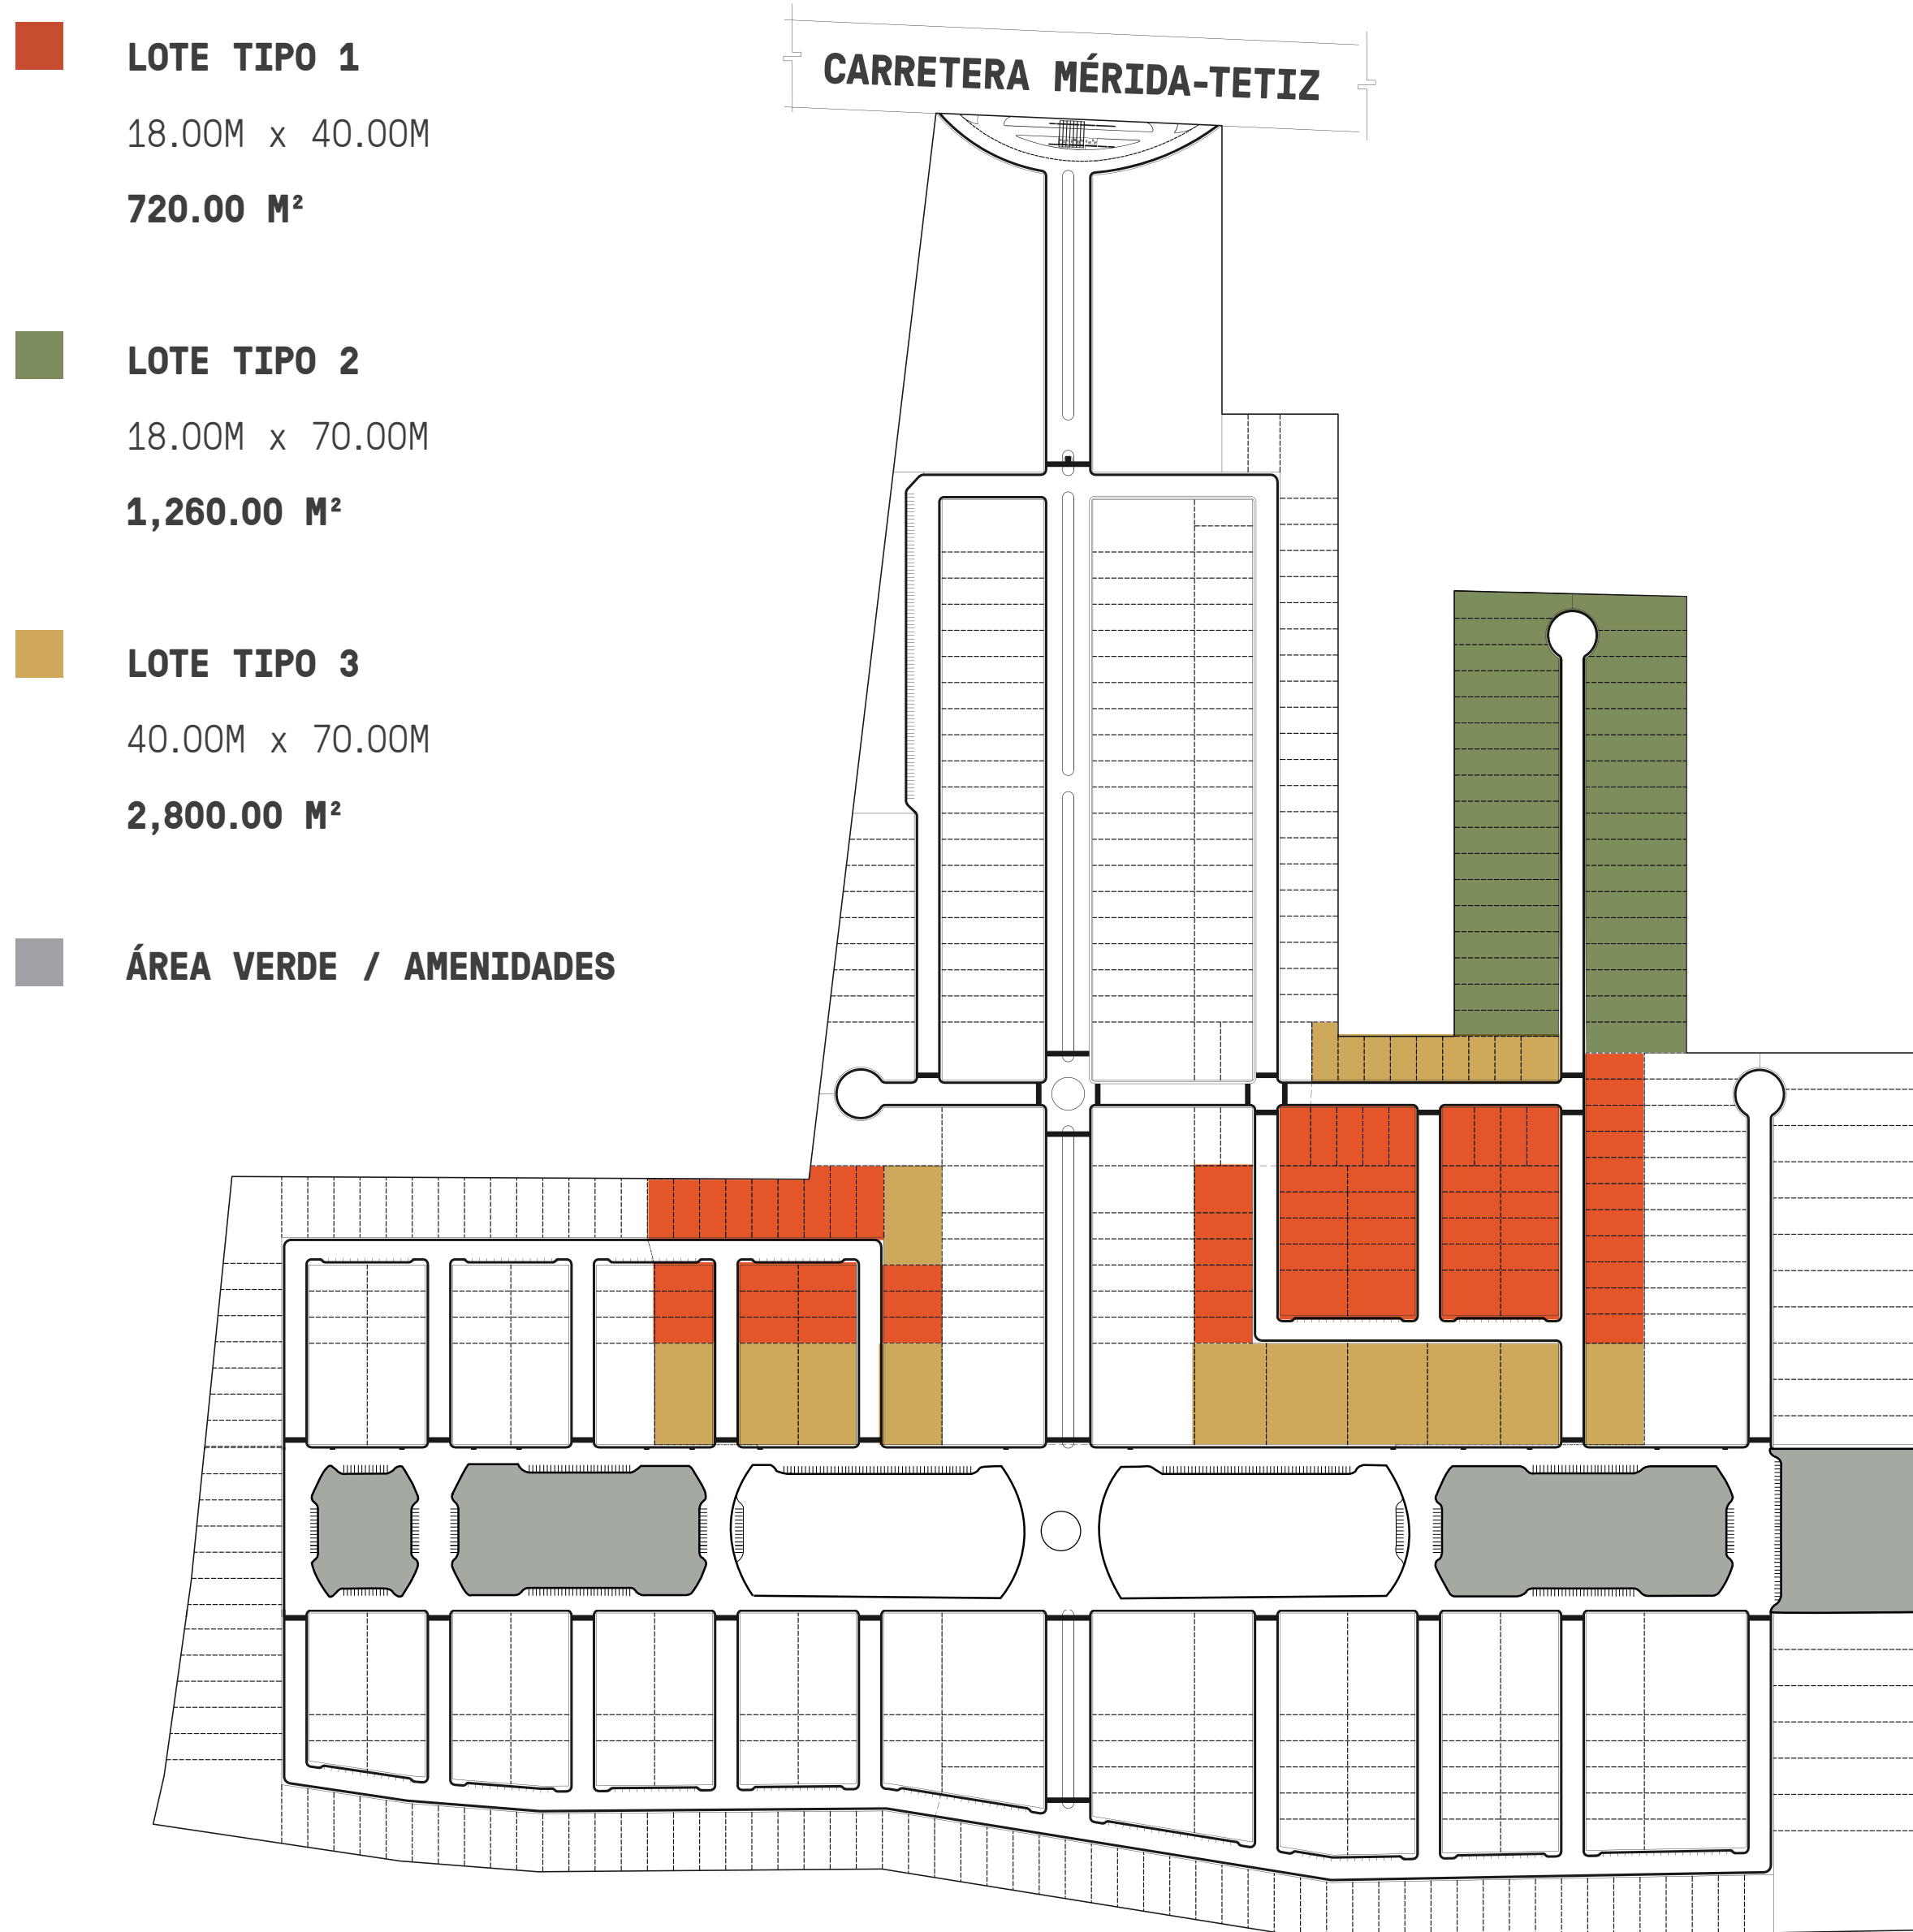 LOTE TIPO 1
18.00M x 40.00M
720.00 M²
LOTE TIPO 2
18.00M x 70.00M
1,260.00 M²
LOTE TIPO 3
40.00M x 70.00M
2,800.00 M²
ÁREA VERDE / AMENIDADES
CARRETERA MÉRIDA-TETIZ